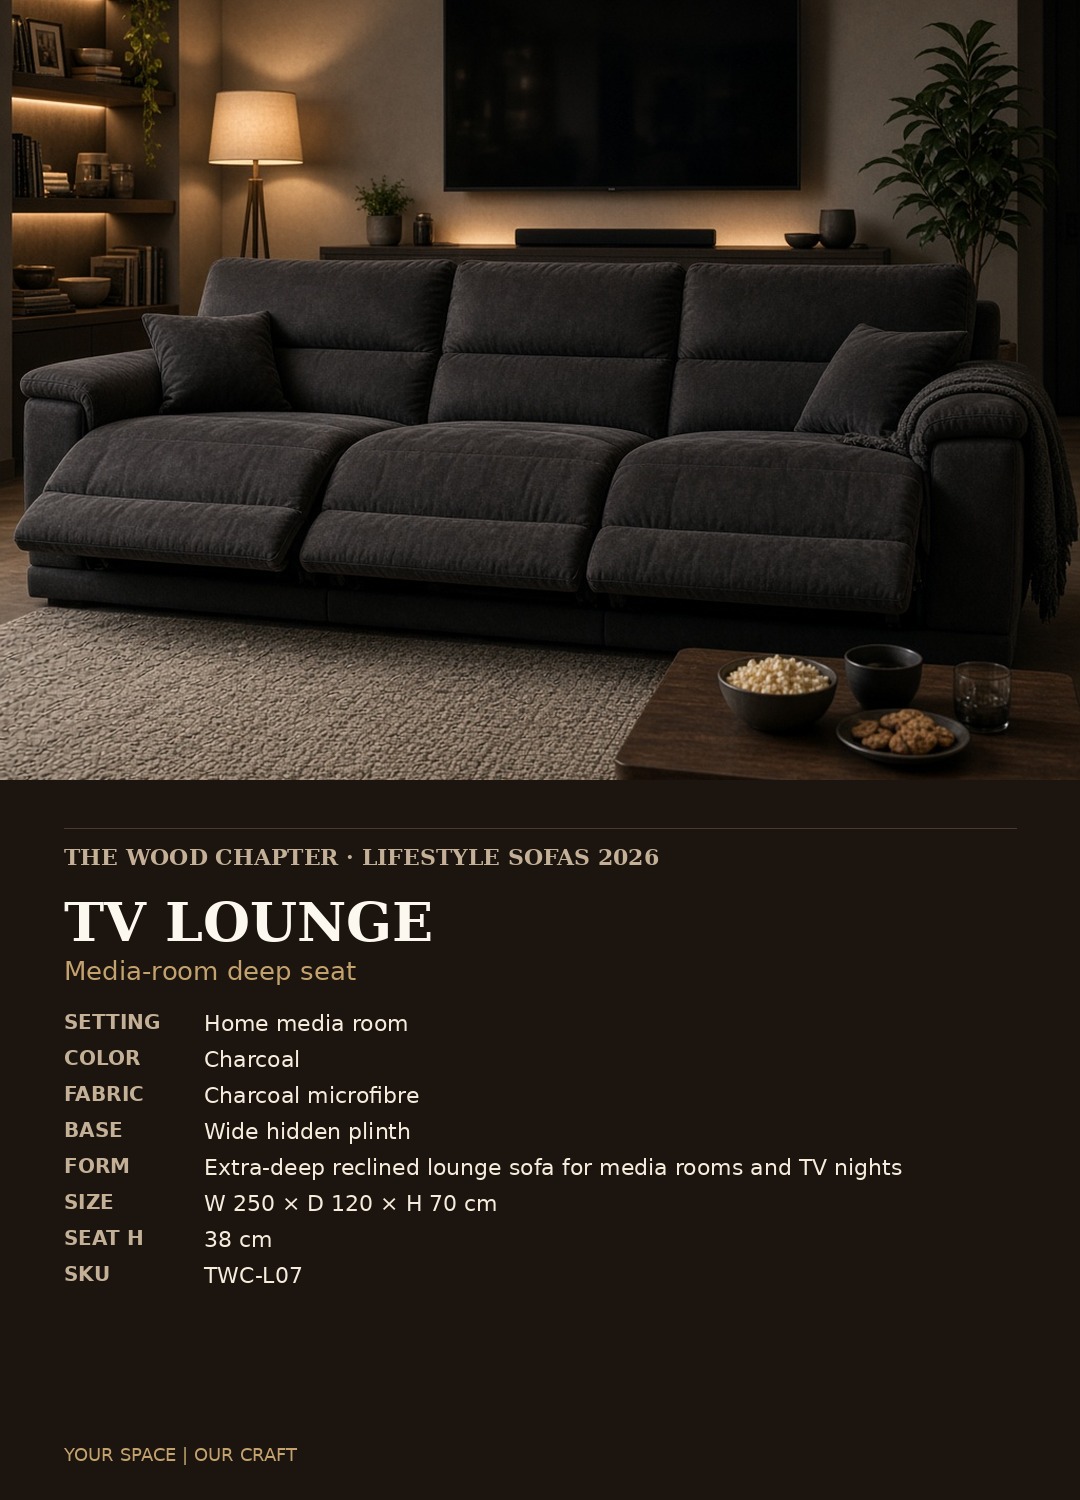 THE WOOD CHAPTER · LIFESTYLE SOFAS 2026
TV LOUNGE
Media-room deep seat
SETTING Home media room
COLOR Charcoal
FABRIC Charcoal microfibre
BASE Wide hidden plinth
FORM Extra-deep reclined lounge sofa for media rooms and TV nights
SIZE W 250 × D 120 × H 70 cm
SEAT H 38 cm
SKU TWC-L07
YOUR SPACE | OUR CRAFT